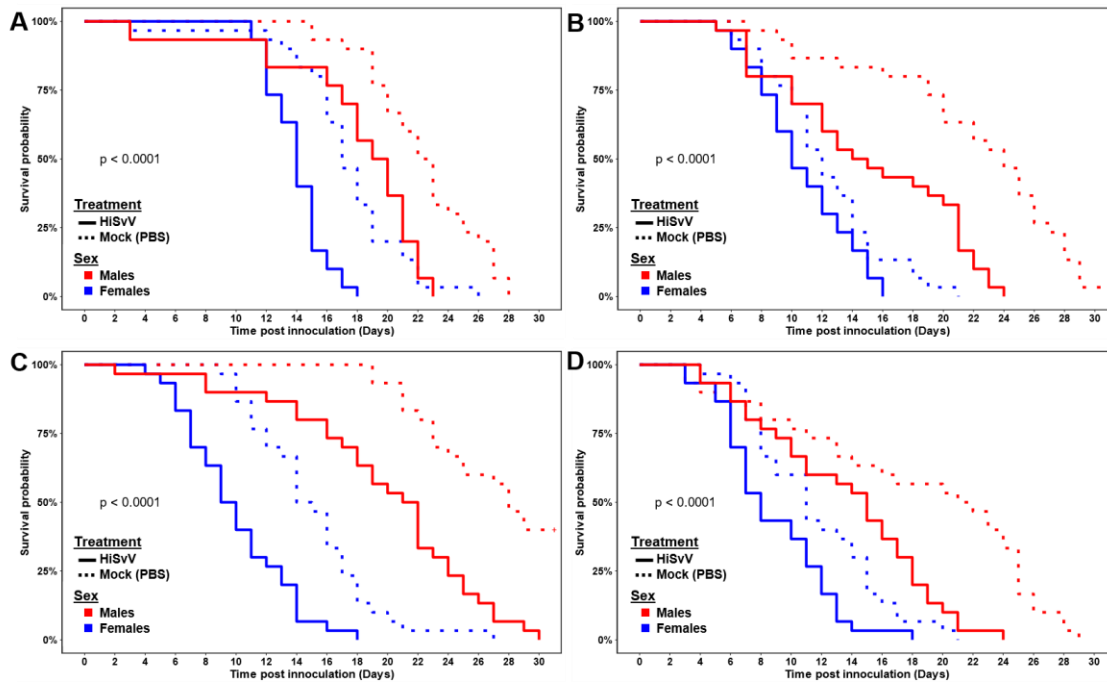 A
Survival probability
100%
75%
50%
25%
0%
p < 0.0001
Treatment
HiSvV
Mock (PBS)
Sex
Males
Females
0 2 4 6 8 10 12 14 16 18 20 22 24 26 28 30
Time post innoculation (Days)
B
Survival probability
100%
75%
50%
25%
0%
p < 0.0001
Treatment
HiSvV
Mock (PBS)
Sex
Males
Females
0 2 4 6 8 10 12 14 16 18 20 22 24 26 28 30
Time post innoculation (Days)
C
Survival probability
100%
75%
50%
25%
0%
p < 0.0001
Treatment
HiSvV
Mock (PBS)
Sex
Males
Females
0 2 4 6 8 10 12 14 16 18 20 22 24 26 28 30
Time post inoculation (Days)
D
Survival probability
100%
75%
50%
25%
0%
p < 0.0001
Treatment
HiSvV
Mock (PBS)
Sex
Males
Females
0 2 4 6 8 10 12 14 16 18 20 22 24 26 28 30
Time post inoculation (Days)